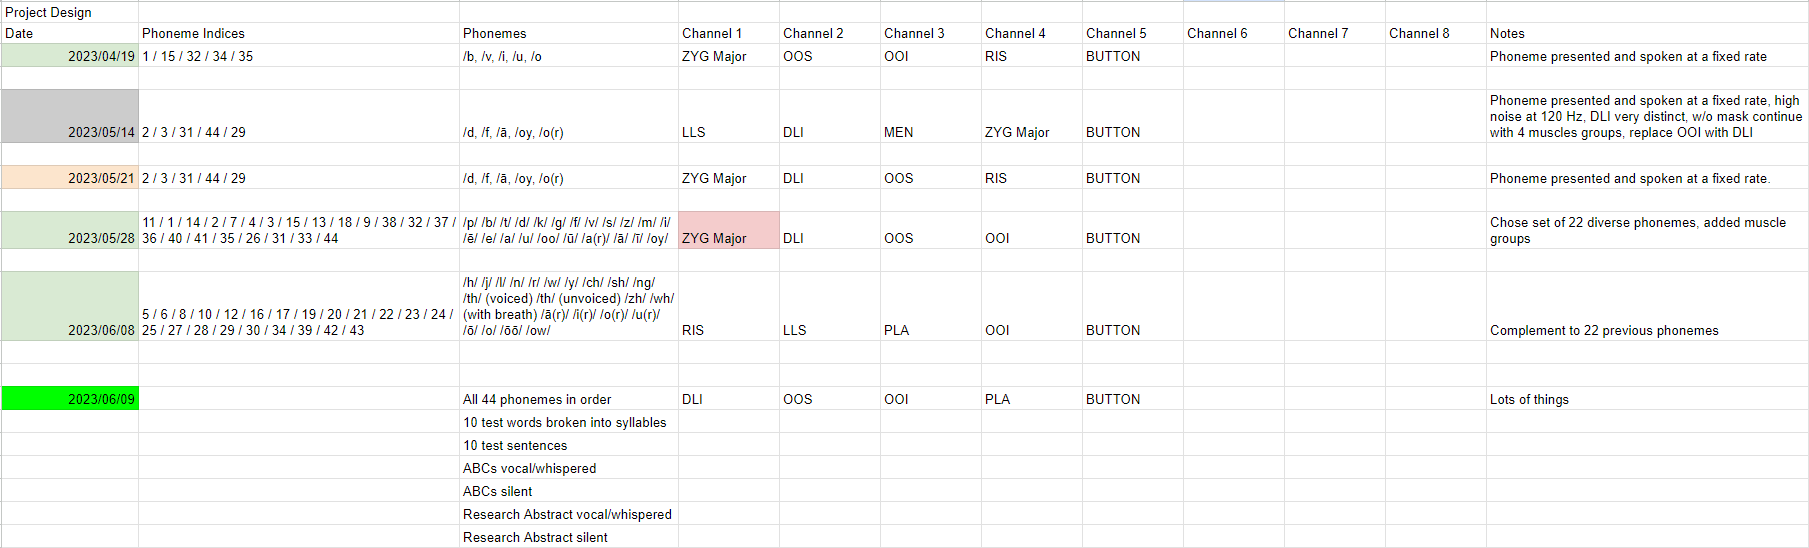 Project Design
Date Phoneme Indices Phonemes Channel 1 Channel 2 Channel 3 Channel 4 Channel 5 Channel 6 Channel 7 Channel 8 Notes
2023/04/19 1 / 15 / 32 / 34 / 35 /b, /v, /i, /u, /o ZYG Major OOS OOI RIS BUTTON Phoneme presented and spoken at a fixed rate
Phoneme presented and spoken at a fixed rate, high
noise at 120 Hz, DLI very distinct, w/o mask continue
2023/05/14 2 / 3 / 31 / 44 / 29 /d, /f, /ā, /oy, /o(r) LLS DLI MEN ZYG Major BUTTON with 4 muscles groups, replace OOI with DLI
2023/05/21 2 / 3 / 31 / 44 / 29 /d, /f, /ā, /oy, /o(r) ZYG Major DLI OOS RIS BUTTON Phoneme presented and spoken at a fixed rate.
11 / 1 / 14 / 2 / 7 / 4 / 3 / 15 / 13 / 18 / 9 / 38 / 32 / 37 / /p/ /b/ /t/ /d/ /k/ /g/ /f/ /v/ /s/ /z/ /m/ /i/ Chose set of 22 diverse phonemes, added muscle
2023/05/28 36 / 40 / 41 / 35 / 26 / 31 / 33 / 44 /ē/ /e/ /a/ /u/ /oo/ /ū/ /a(r)/ /ā/ /ī/ /oy/ ZYG Major DLI OOS OOI BUTTON groups
/h/ /j/ /l/ /n/ /r/ /w/ /y/ /ch/ /sh/ /ng/
/th/ (voiced) /th/ (unvoiced) /zh/ /wh/
5 / 6 / 8 / 10 / 12 / 16 / 17 / 19 / 20 / 21 / 22 / 23 / 24 / (with breath) /ā(r)/ /i(r)/ /o(r)/ /u(r)/
2023/06/08 25 / 27 / 28 / 29 / 30 / 34 / 39 / 42 / 43 /ō/ /o/ /ōō/ /ow/ RIS LLS PLA OOI BUTTON Complement to 22 previous phonemes
2023/06/09 All 44 phonemes in order DLI OOS OOI PLA BUTTON Lots of things
10 test words broken into syllables
10 test sentences
ABCs vocal/whispered
ABCs silent
Research Abstract vocal/whispered
Research Abstract silent